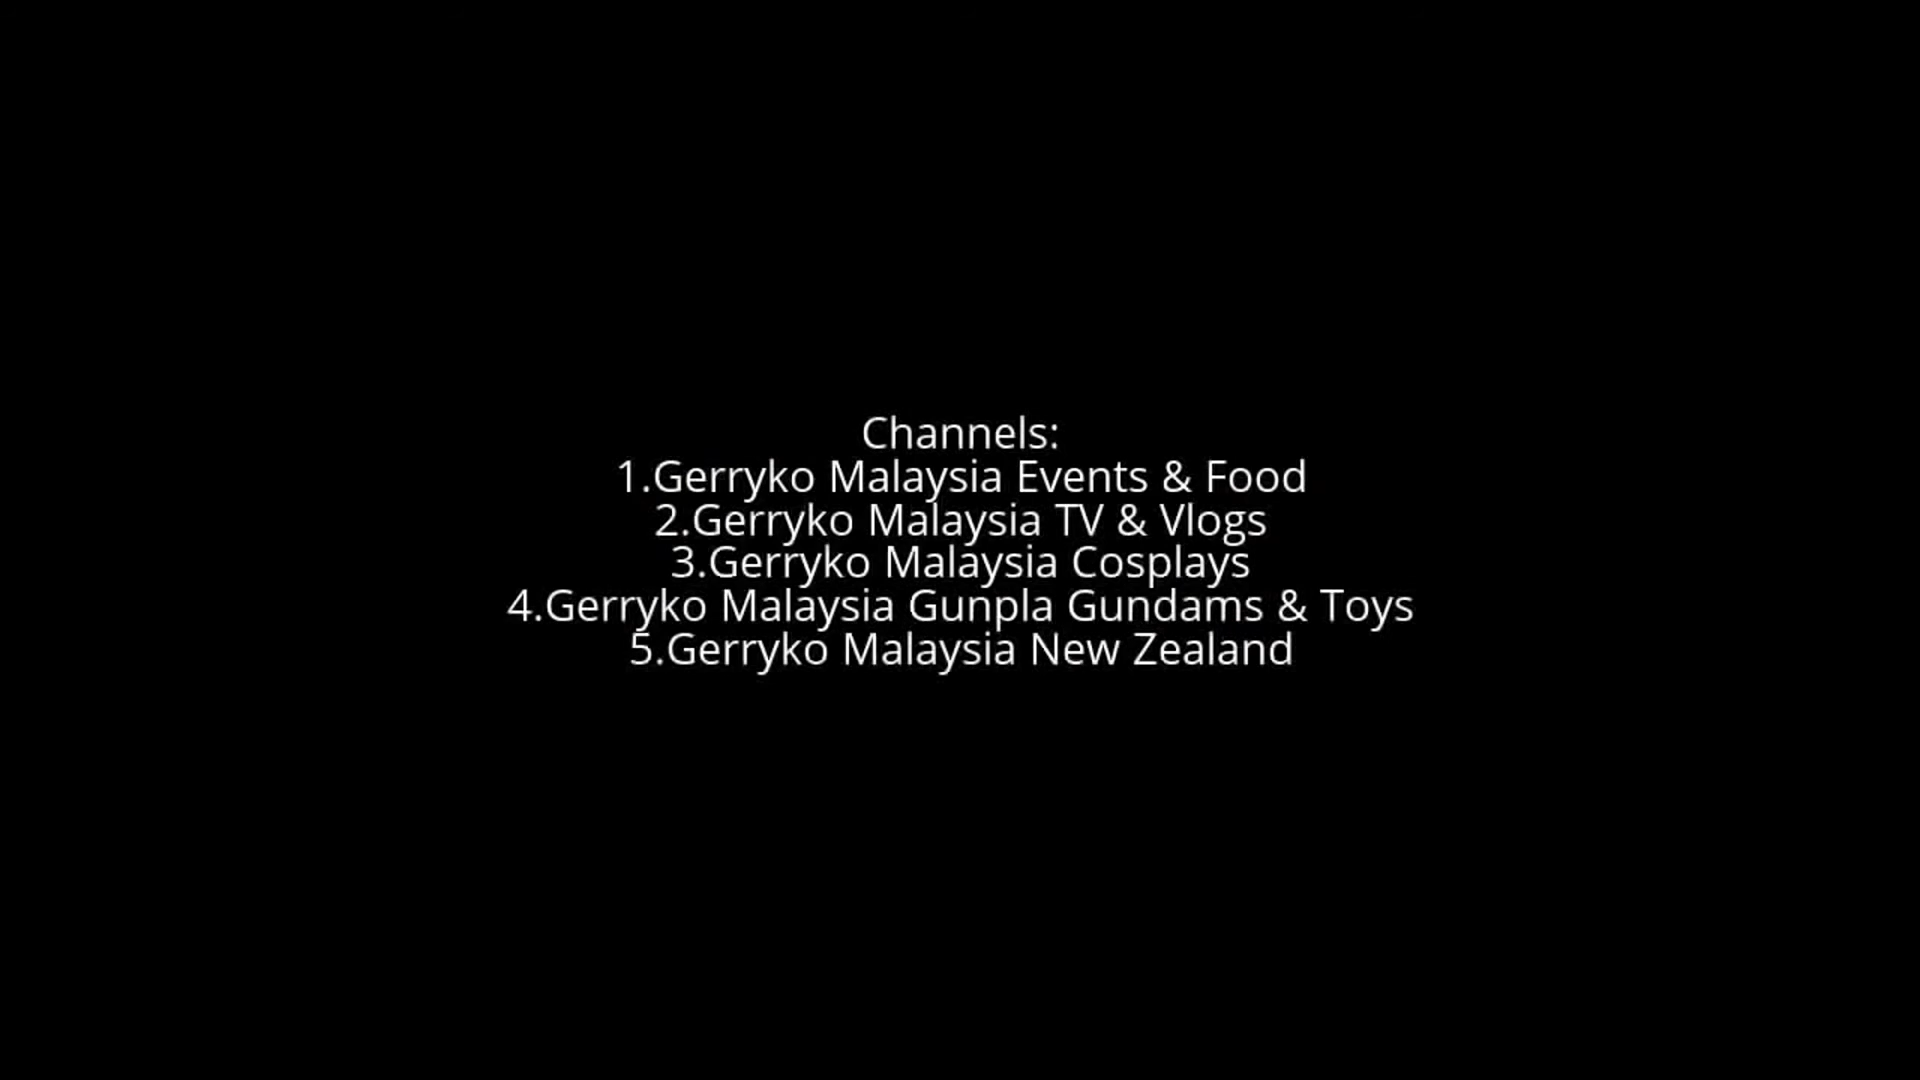 Channels:
1.Gerryko Malaysia Events & Food
2.Gerryko Malaysia TV & Vlogs
3.Gerryko Malaysia Cosplays
4.Gerryko Malaysia Gunpla Gundams & Toys
5.Gerryko Malaysia New Zealand